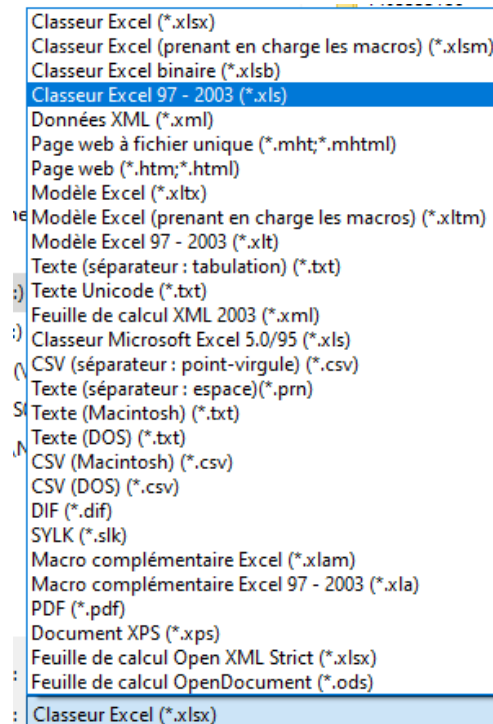 Classeur Excel (*.xlsx)
Classeur Excel (prenant en charge les macros) (*.xlsm)
Classeur Excel binaire (*.xlsb)
Classeur Excel 97 - 2003 (*.xls)
Données XML (*.xml)
Page web à fichier unique (*.mht;*.mhtml)
Page web (*.htm;*.html)
Modèle Excel (*.xltx)
Modèle Excel (prenant en charge les macros) (*.xltm)
Modèle Excel 97 - 2003 (*.xlt)
Texte (séparateur : tabulation) (*.txt)
:) Texte Unicode (*.txt)
Feuille de calcul XML 2003 (*.xml)
:) Classeur Microsoft Excel 5.0/95 (*.xls)
CSV (séparateur : point-virgule) (*.csv)
Texte (séparateur : espace)(*.prn)
Texte (Macintosh) (*.txt)
Texte (DOS) (*.txt)
CSV (Macintosh) (*.csv)
CSV (DOS) (*.csv)
DIF (*.dif)
SYLK (*.slk)
Macro complémentaire Excel (*.xlam)
Macro complémentaire Excel 97 - 2003 (*.xla)
PDF (*.pdf)
Document XPS (*.xps)
Feuille de calcul Open XML Strict (*.xlsx)
: Feuille de calcul OpenDocument (*.ods)
: Classeur Excel (*.xlsx)